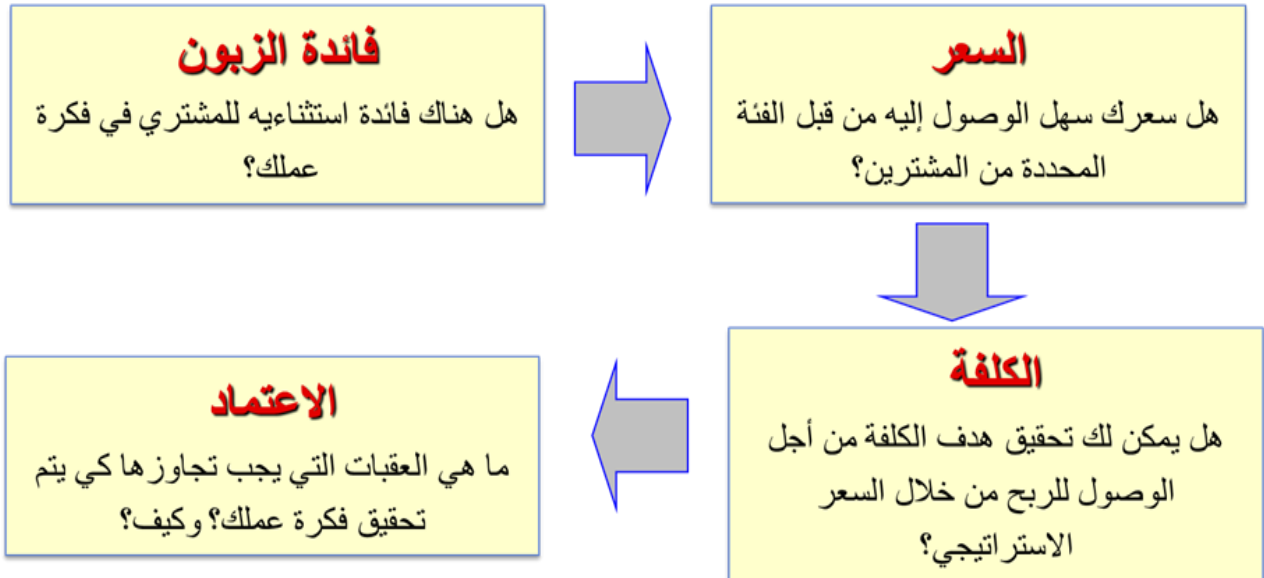 فائدة الزبون
هل هناك فائدة استثناءيه للمشتري في فكرة
عملك؟
السعر
هل سعرك سهل الوصول إليه من قبل الفئة
المحددة من المشترين؟
الكلفة
هل يمكن لك تحقيق هدف الكلفة من أجل
الوصول للربح من خلال السعر
الاستراتيجي؟
الاعتماد
ما هي العقبات التي يجب تجاوزها كي يتم
تحقيق فكرة عملك؟ وكيف؟